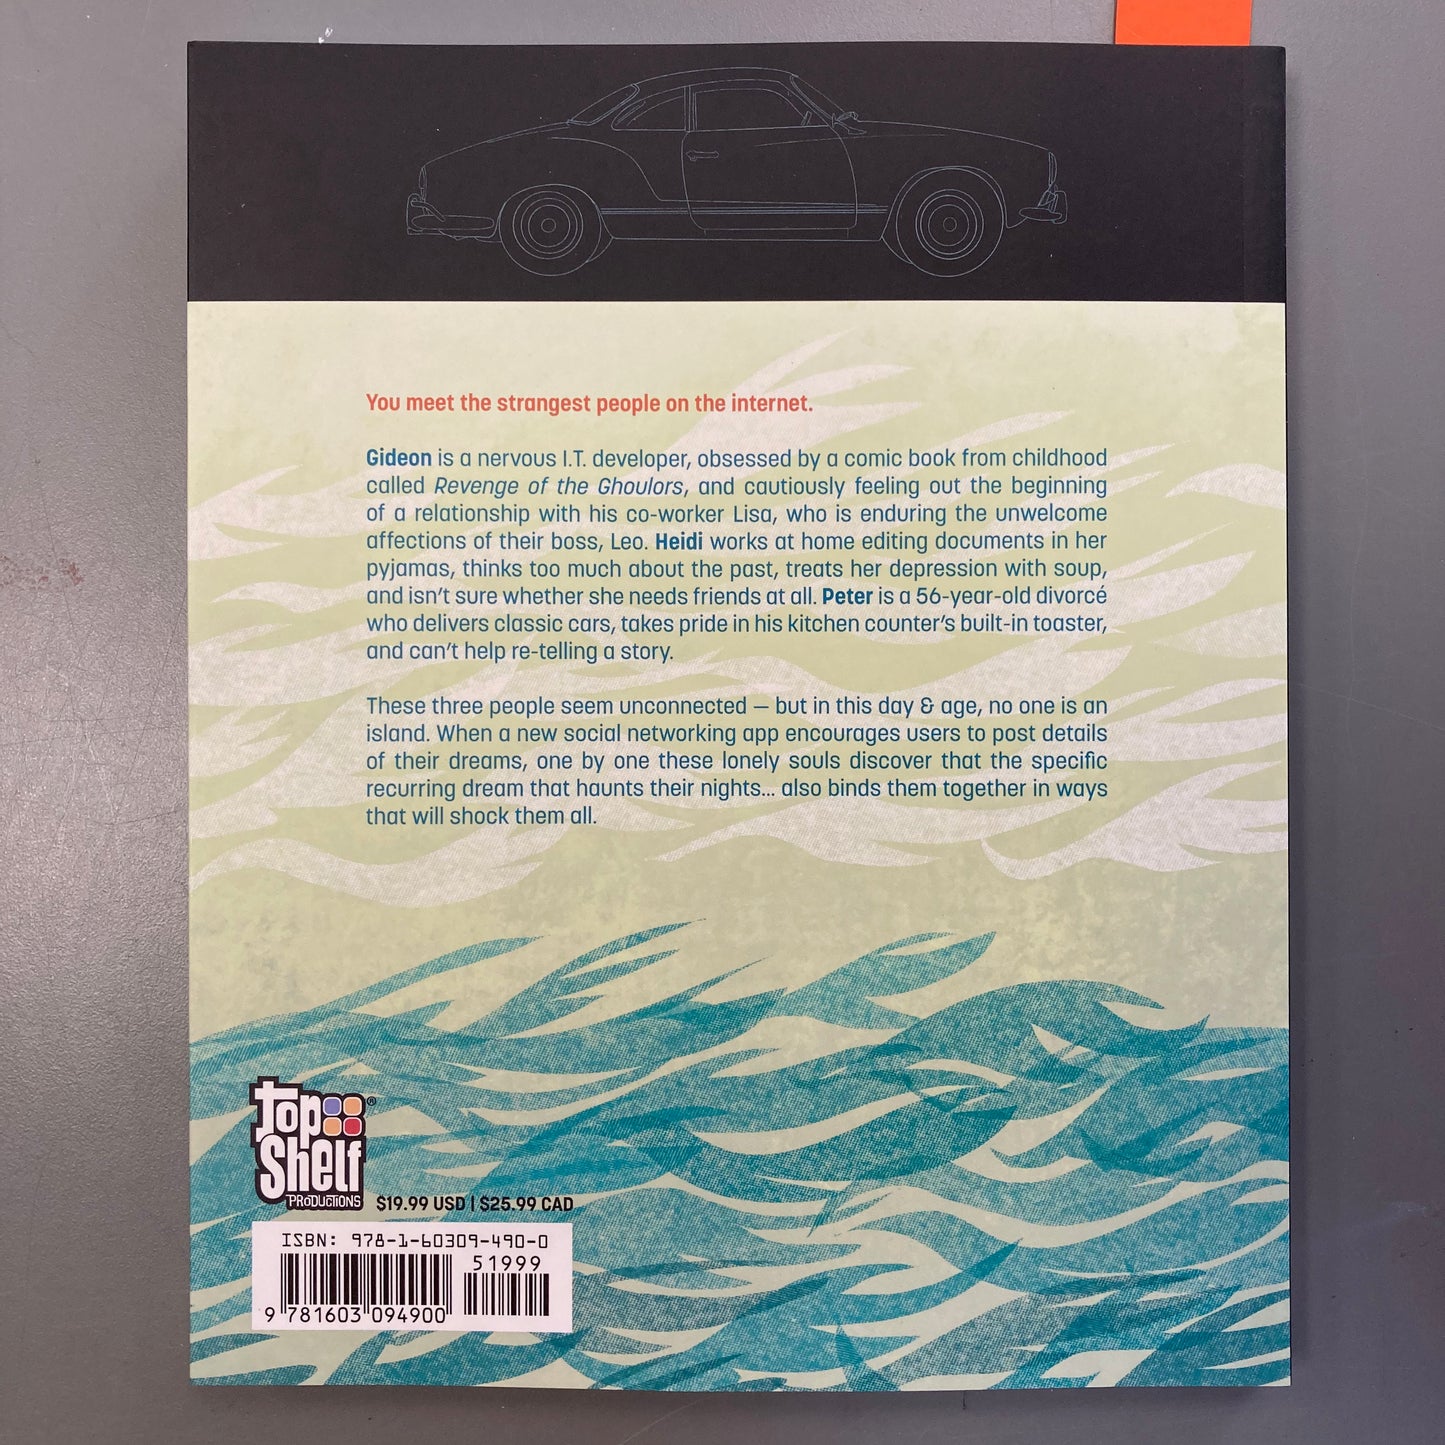 You meet the strangest people on the internet.
Gideon is a nervous I.T. developer, obsessed by a comic book from childhood
called Revenge of the Ghoulors, and cautiously feeling out the beginning
of a relationship with his co-worker Lisa, who is enduring the unwelcome
affections of their boss, Leo. Heidi works at home editing documents in her
pyjamas, thinks too much about the past, treats her depression with soup,
and isn't sure whether she needs friends at all. Peter is a 56-year-old divorcé
who delivers classic cars, takes pride in his kitchen counter's built-in toaster,
and can't help re-telling a story.
These three people seem unconnected — but in this day & age, no one is an
island. When a new social networking app encourages users to post details
of their dreams, one by one these lonely souls discover that the specific
recurring dream that haunts their nights... also binds them together in ways
that will shock them all.
Top ®
Shelf
PRODUCTIONS
$19.99 USD | $25.99 CAD
ISBN: 978-1-60309-490-0
51999
9 781603 094900